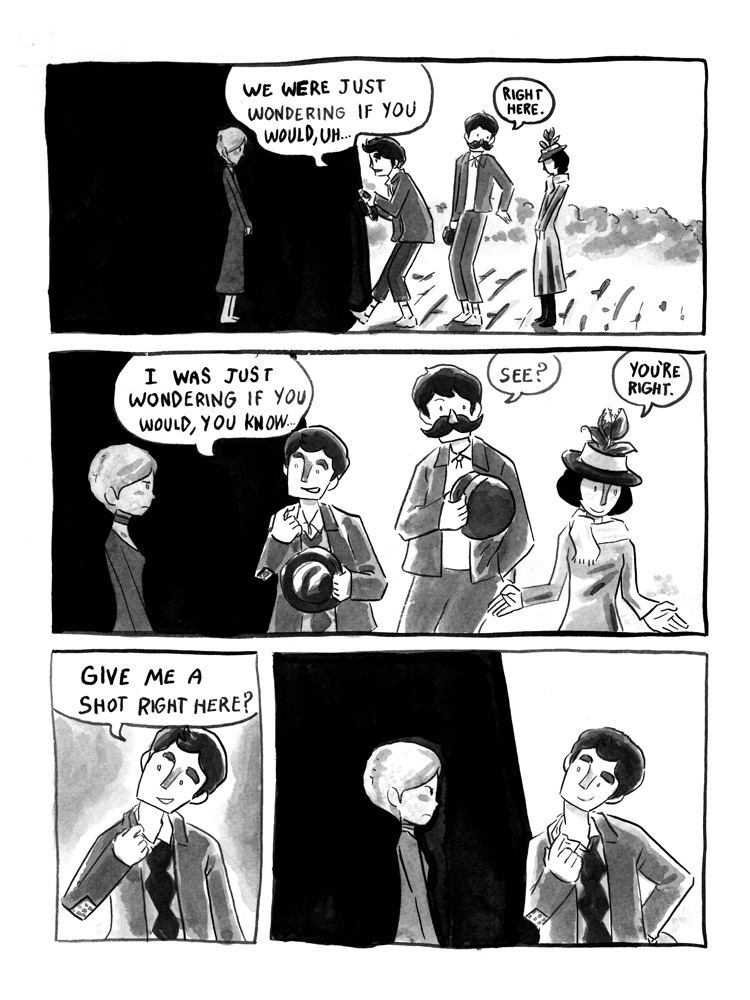 WE WERE JUST
WONDERING IF YOU
WOULD, UH...
RIGHT
HERE.
I WAS JUST
WONDERING IF YOU
WOULD, YOU KNOW...
SEE?
YOU'RE
RIGHT.
GIVE ME A
SHOT RIGHT HERE?